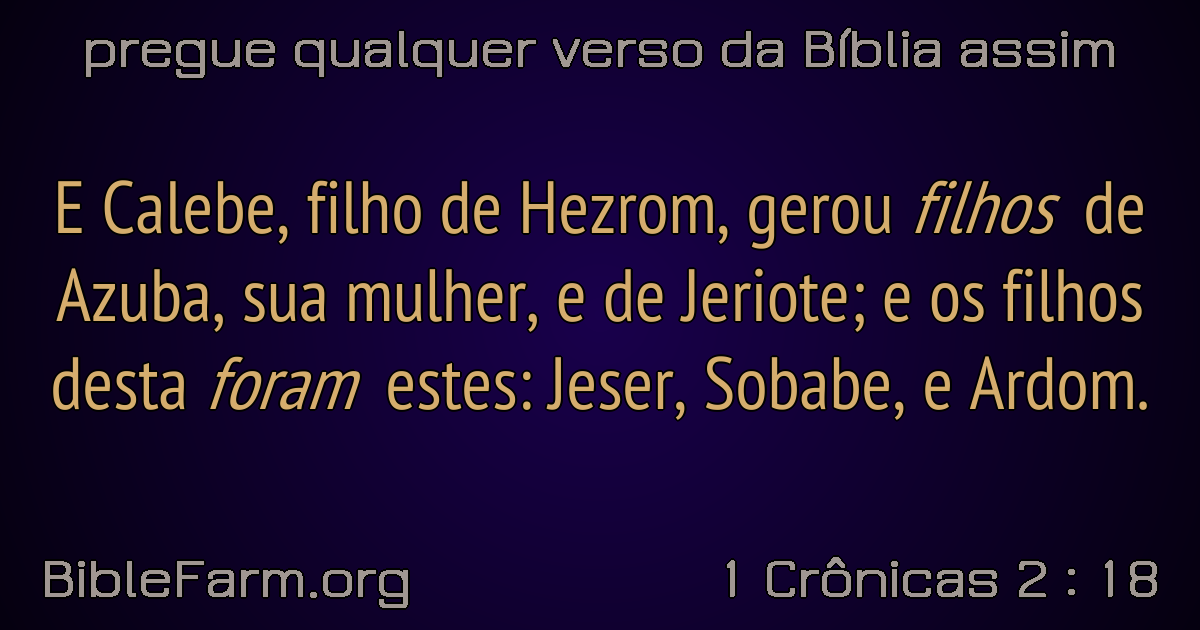 pregue qualquer verso da Bíblia assim
E Calebe, filho de Hezrom, gerou filhos de
Azuba, sua mulher, e de Jeriote; e os filhos
desta foram estes: Jeser, Sobabe, e Ardom.
BibleFarm.org
1 Crônicas 2 : 18